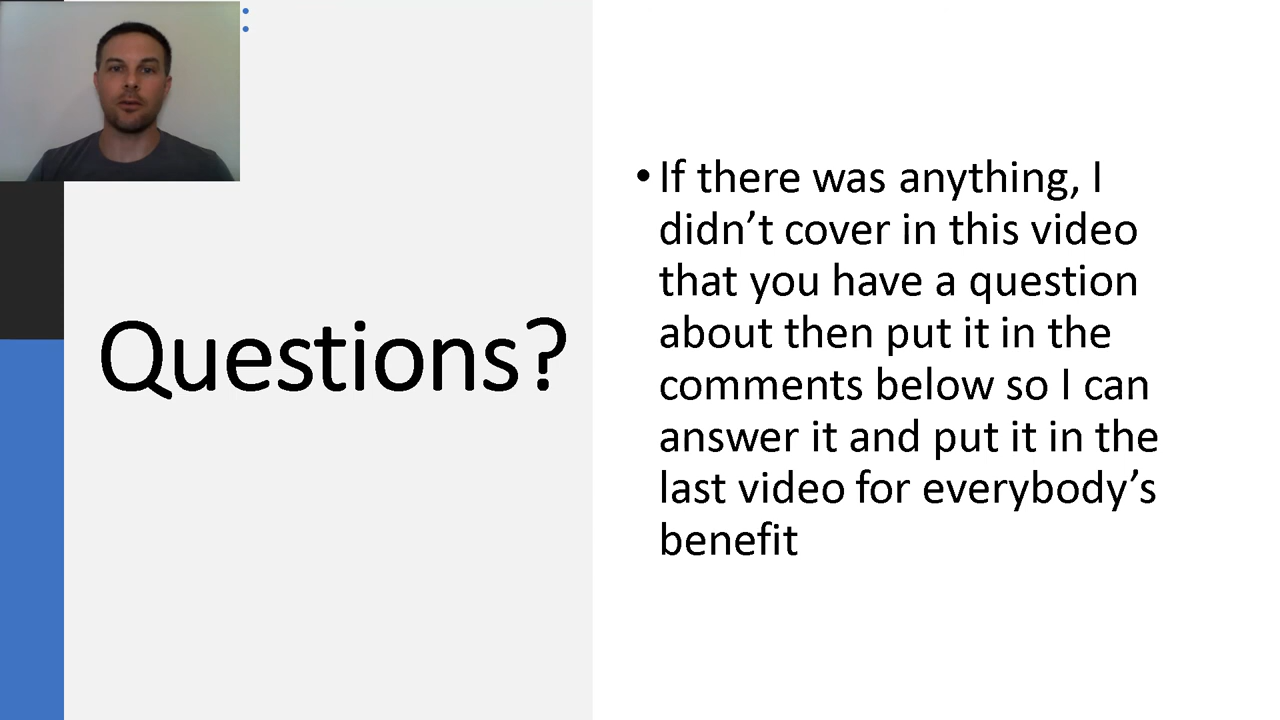 Questions?
• If there was anything, I
didn’t cover in this video
that you have a question
about then put it in the
comments below so I can
answer it and put it in the
last video for everybody’s
benefit